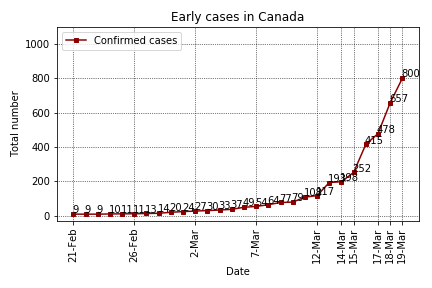 Early cases in Canada
Confirmed cases
Total number
1000
800
600
400
200
0
9 9 9 10 11 11 13 14 20 24 27 30 33 37 49 54 64 77 79 108 117 193 198 252 415 478 657 800
21-Feb
26-Feb
2-Mar
7-Mar
12-Mar
14-Mar
15-Mar
17-Mar
18-Mar
19-Mar
Date